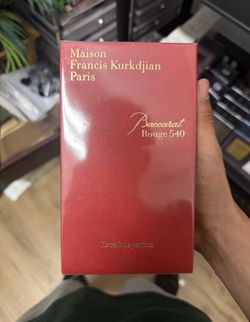 Maison
Francis Kurkdjian
Paris
Baccarat
Rouge 540
Extrait de parfum